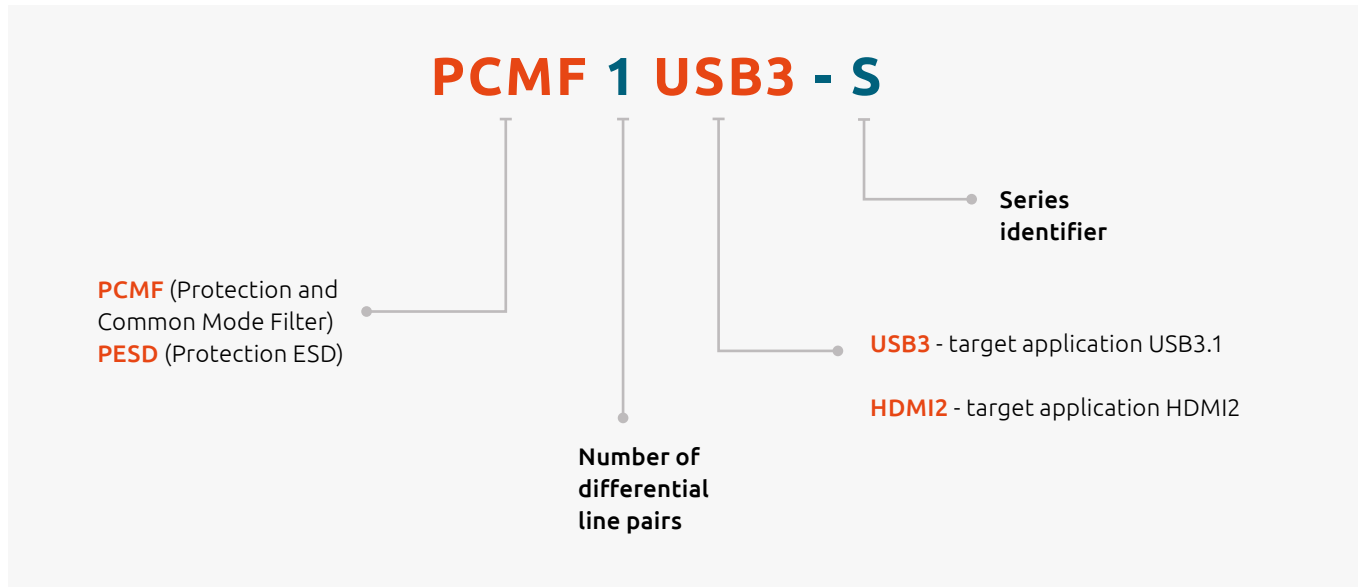 PCMF 1 USB3 - S
Series
identifier
PCMF (Protection and
Common Mode Filter)
PESD (Protection ESD)
USB3 - target application USB3.1
HDMI2 - target application HDMI2
Number of
differential
line pairs